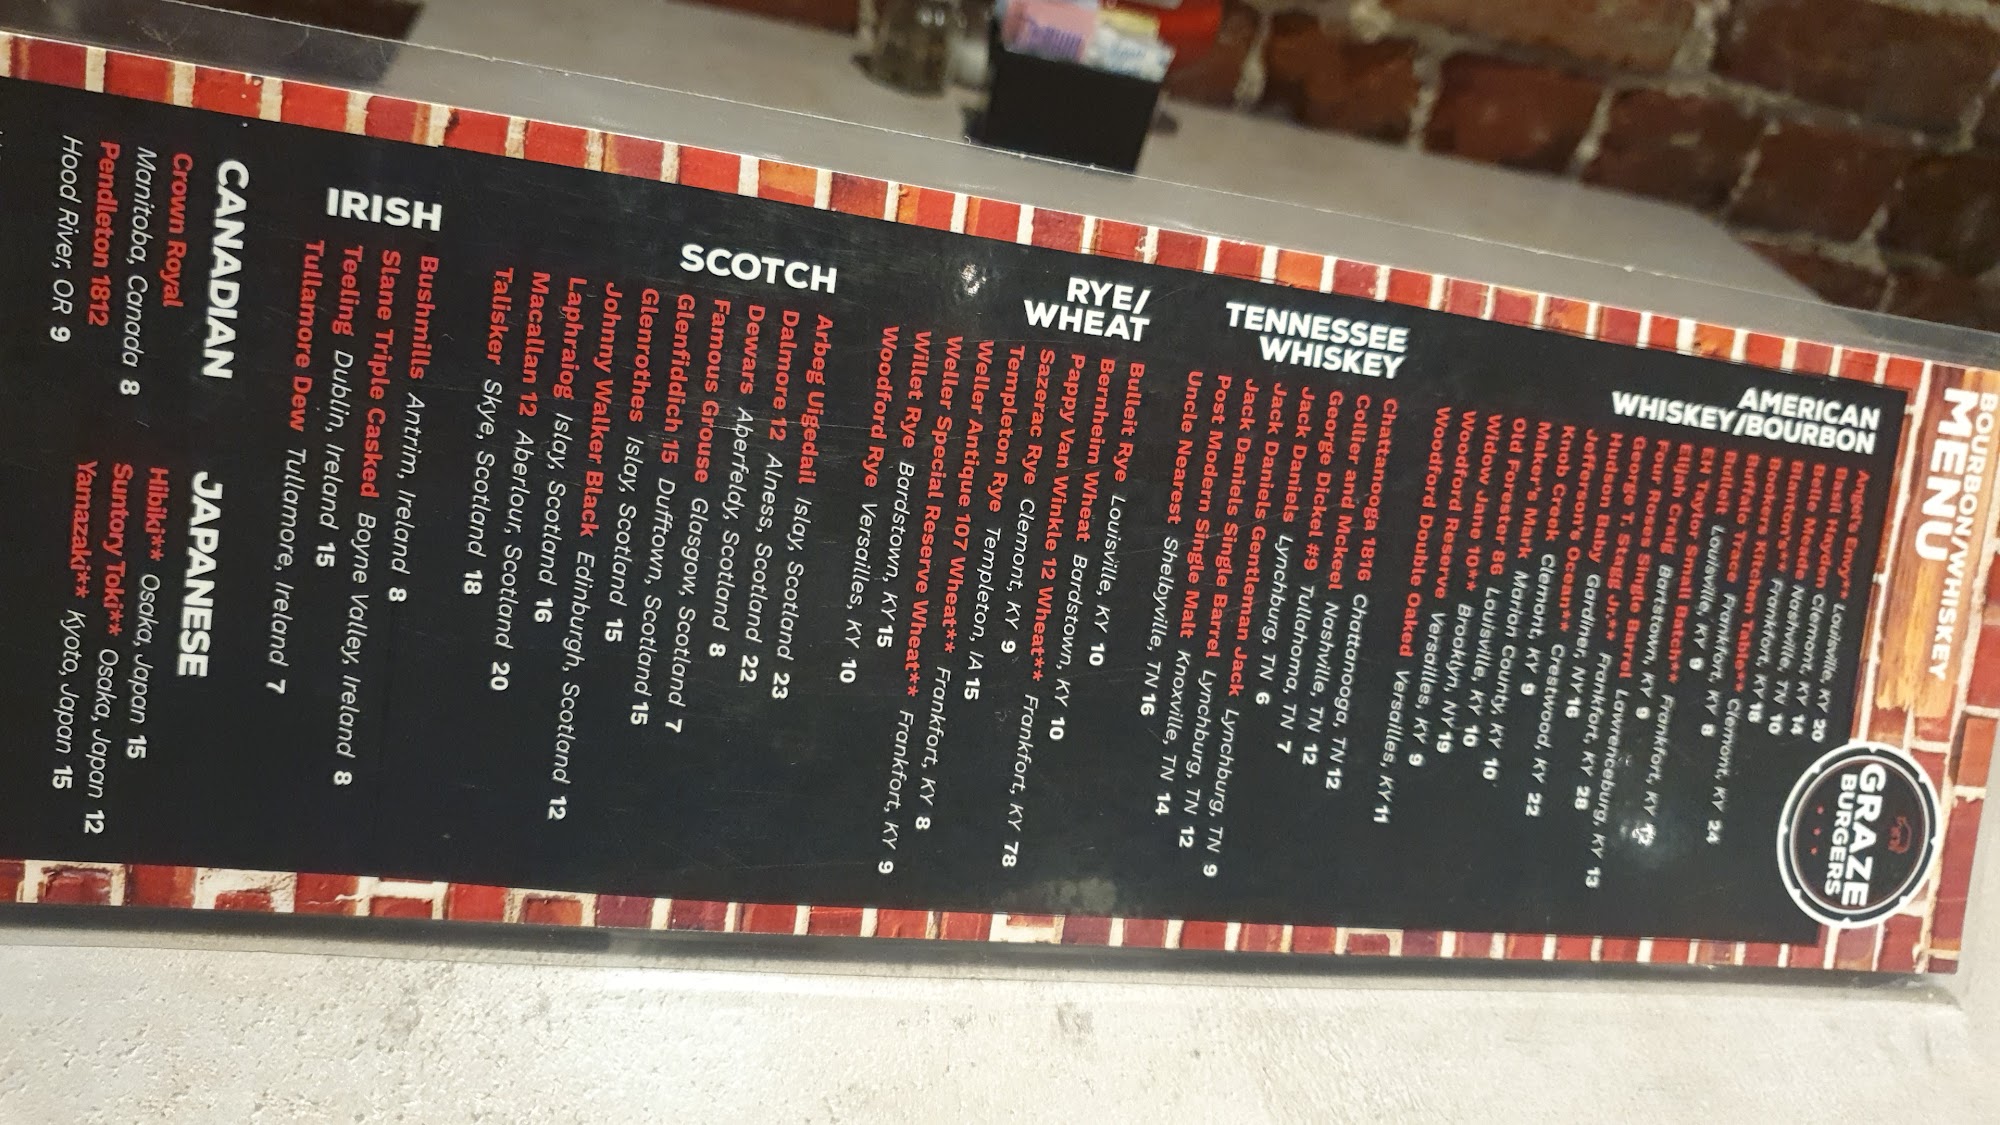 BOURBON/WHISKEY
MENU
GRAZE
BURGERS
AMERICAN
WHISKEY/BOURBON
Angel's Envy** Louisville, KY 20
Basil Hayden Clermont, KY 14
Belle Meade Nashville, TN 10
Blanton's** Frankfort, KY 18
Bookers Kitchen Table** Clermont, KY 24
Buffalo Trace Frankfort, KY 8
Bulleit Louisville, KY 9
EH Taylor Small Batch** Frankfort, KY
Elijah Craig Barastown, KY 9
Four Roses Single Barrel Lawrenceburg, KY 13
George T. Stagg Jr.** Frankfort, KY 28
Hudson Baby Gardiner, NY 16
Jefferson's Ocean** Crestwood, KY 22
Knob Creek Clemont, KY 9
Maker's Mark Marion County, KY 10
Old Forester 86 Louisville, KY 10
Widow Jane 10** Brooklyn, NY 19
Woodford Reserve Versailles, KY 9
Woodford Double Oaked Versailles, KY 11
TENNESSEE
WHISKEY
Chattanooga 1816 Chattanooga, TN 12
Collier and Mckeel Nashville, TN 12
George Dickel #9 Tullahoma, TN 7
Jack Daniels Lynchburg, TN 6
Jack Daniels Gentleman Jack Lynchburg, TN 9
Jack Daniels Single Barrel Lynchburg, TN 12
Post Modern Single Malt Knoxville, TN 14
Uncle Nearest Shelbyville, TN 16
RYE/
WHEAT
Bulleit Rye Louisville, KY 10
Bernheim Wheat Bardstown, KY 10
Pappy Van Winkle 12 Wheat** Frankfort, KY 78
Sazerac Rye Clemont, KY 9
Templeton Rye Templeton, IA 15
Weller Antique 107 Wheat** Frankfort, KY 8
Weller Special Reserve Wheat** Frankfort, KY 9
Willet Rye Bardstown, KY 15
Woodford Rye Versailles, KY 10
SCOTCH
Arbeg Uigedail Islay, Scotland 23
Dalmore 12 Alness, Scotland 22
Dewars Aberfeldy, Scotland 8
Famous Grouse Glasgow, Scotland 7
Glenfiddich 15 Dufftown, Scotland 15
Glenrothes Islay, Scotland 15
Johnny Walker Black Edinburgh, Scotland 12
Laphraiog Islay, Scotland 16
Macallan 12 Aberlour, Scotland 20
Talisker Skye, Scotland 18
IRISH
Bushmills Antrim, Ireland 8
Slane Triple Casked Boyne Valley, Ireland 8
Teeling Dublin, Ireland 15
Tullamore Dew Tullamore, Ireland 7
CANADIAN
Crown Royal
Manitoba, Canada 8
Pendleton 1812
Hood River, OR 9
JAPANESE
Hibiki** Osaka, Japan 15
Suntory Toki** Osaka, Japan 12
Yamazaki** Kyoto, Japan 15